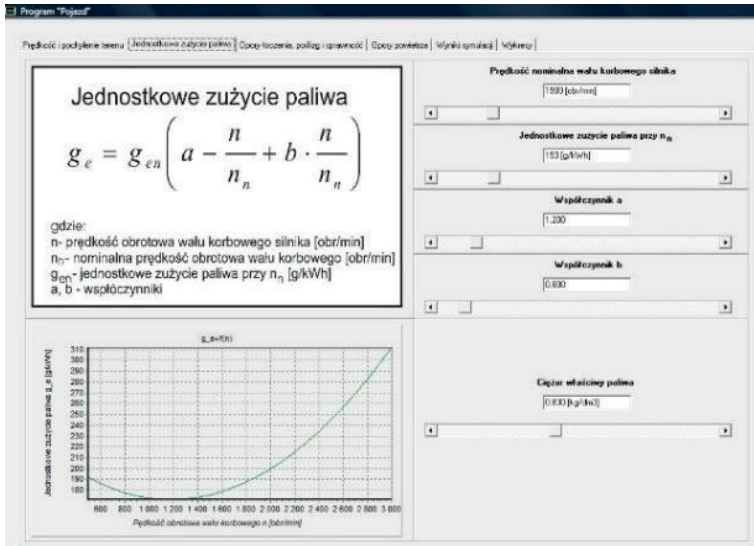 Program "Pojazd"
Prędkość i pochylenie terenu | Jednostkowe zużycie paliwa | Opory toczenia, poślizg i sprawność | Opory powietrza | Wyniki symulacji | Wykresy
Jednostkowe zużycie paliwa
g_e = g_en ( a - n/n_n + b · n/n_n )
gdzie:
n- prędkość obrotowa wału korbowego silnika [obr/min]
n_n- nominalna prędkość obrotowa wału korbowego [obr/min]
g_en- jednostkowe zużycie paliwa przy n_n [g/kWh]
a, b - współczynniki
Prędkość nominalna wału korbowego silnika
[obr/min]
Jednostkowe zużycie paliwa przy n_n
193 [g/kWh]
Współczynnik a
1.200
Współczynnik b
0.800
Ciężar właściwy paliwa
0.830 [kg/dm3]
g_e=f(n)
Jednostkowe zużycie paliwa g_e [g/kWh]
310
300
290
280
270
260
250
240
230
220
210
200
190
180
600 800 1 000 1 200 1 400 1 600 1 800 2 000 2 200 2 400 2 600 2 800 3 000
Pędkość obrotowa wału korbowego n [obr/min]